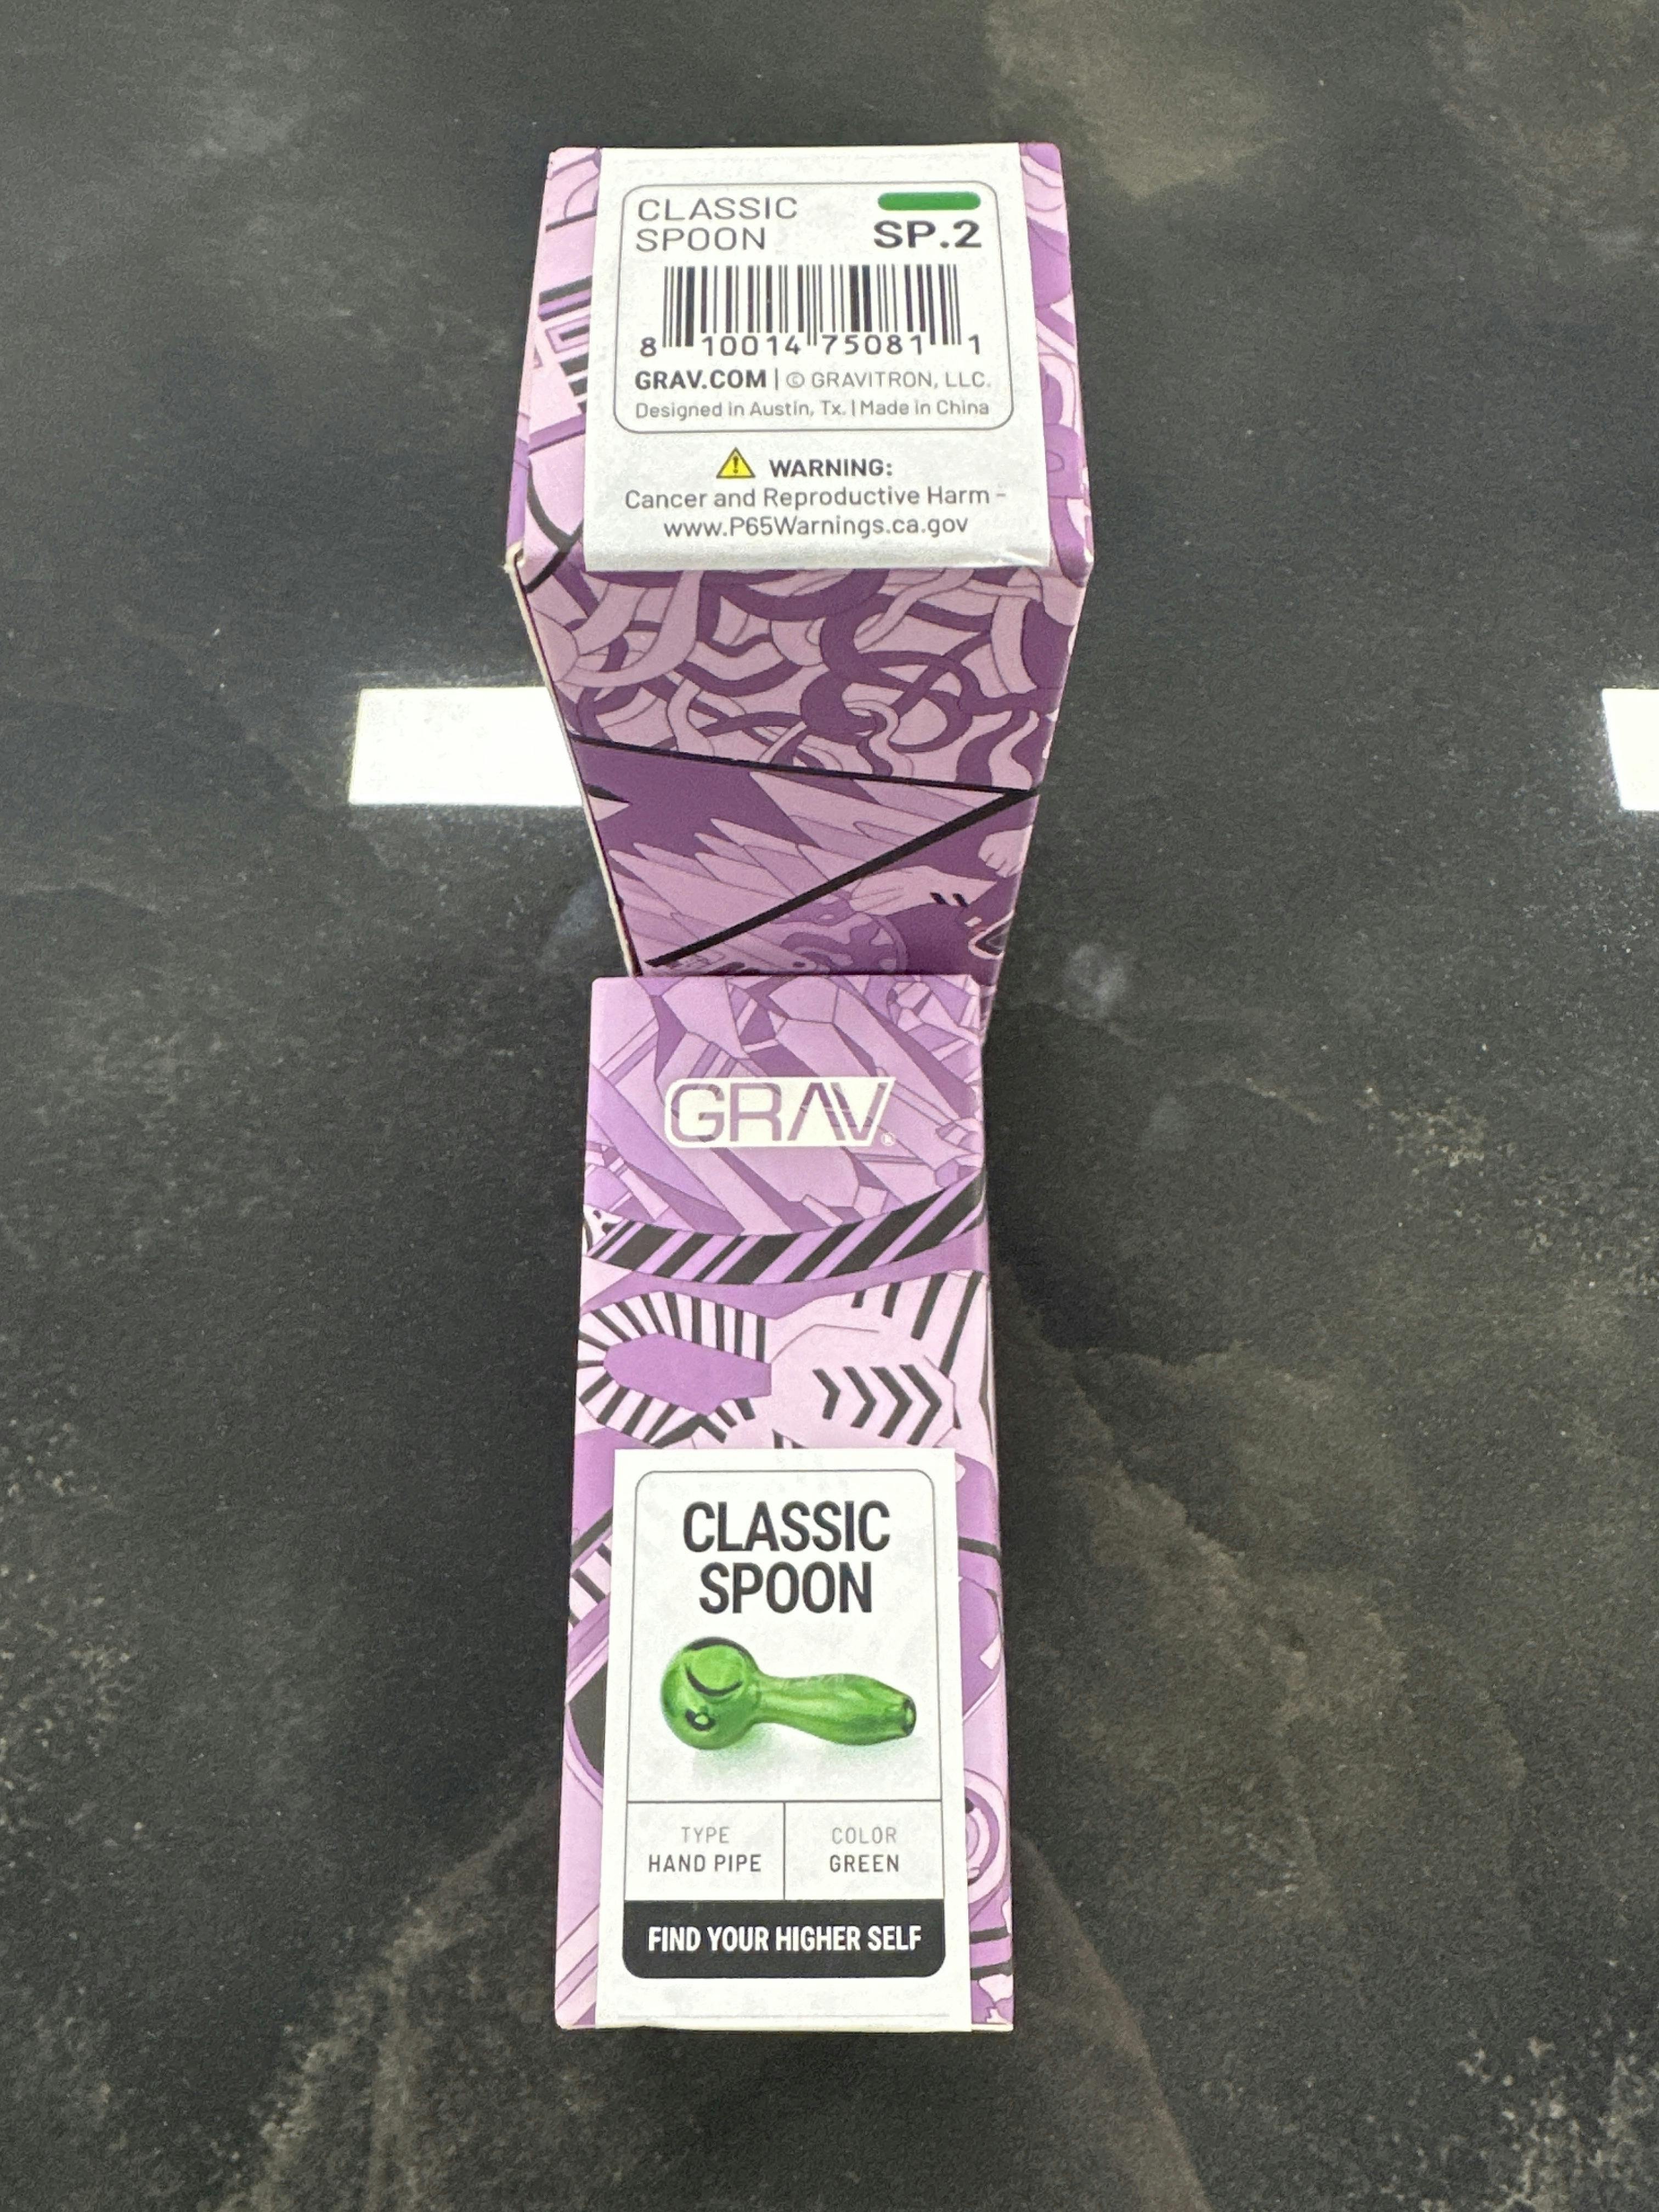 CLASSIC
SPOON
SP.2
8 10014 75081 1
GRAV.COM | © GRAVITRON, LLC.
Designed in Austin, Tx. | Made in China
⚠ WARNING:
Cancer and Reproductive Harm -
www.P65Warnings.ca.gov
GRAV®
CLASSIC
SPOON
TYPE
HAND PIPE
COLOR
GREEN
FIND YOUR HIGHER SELF